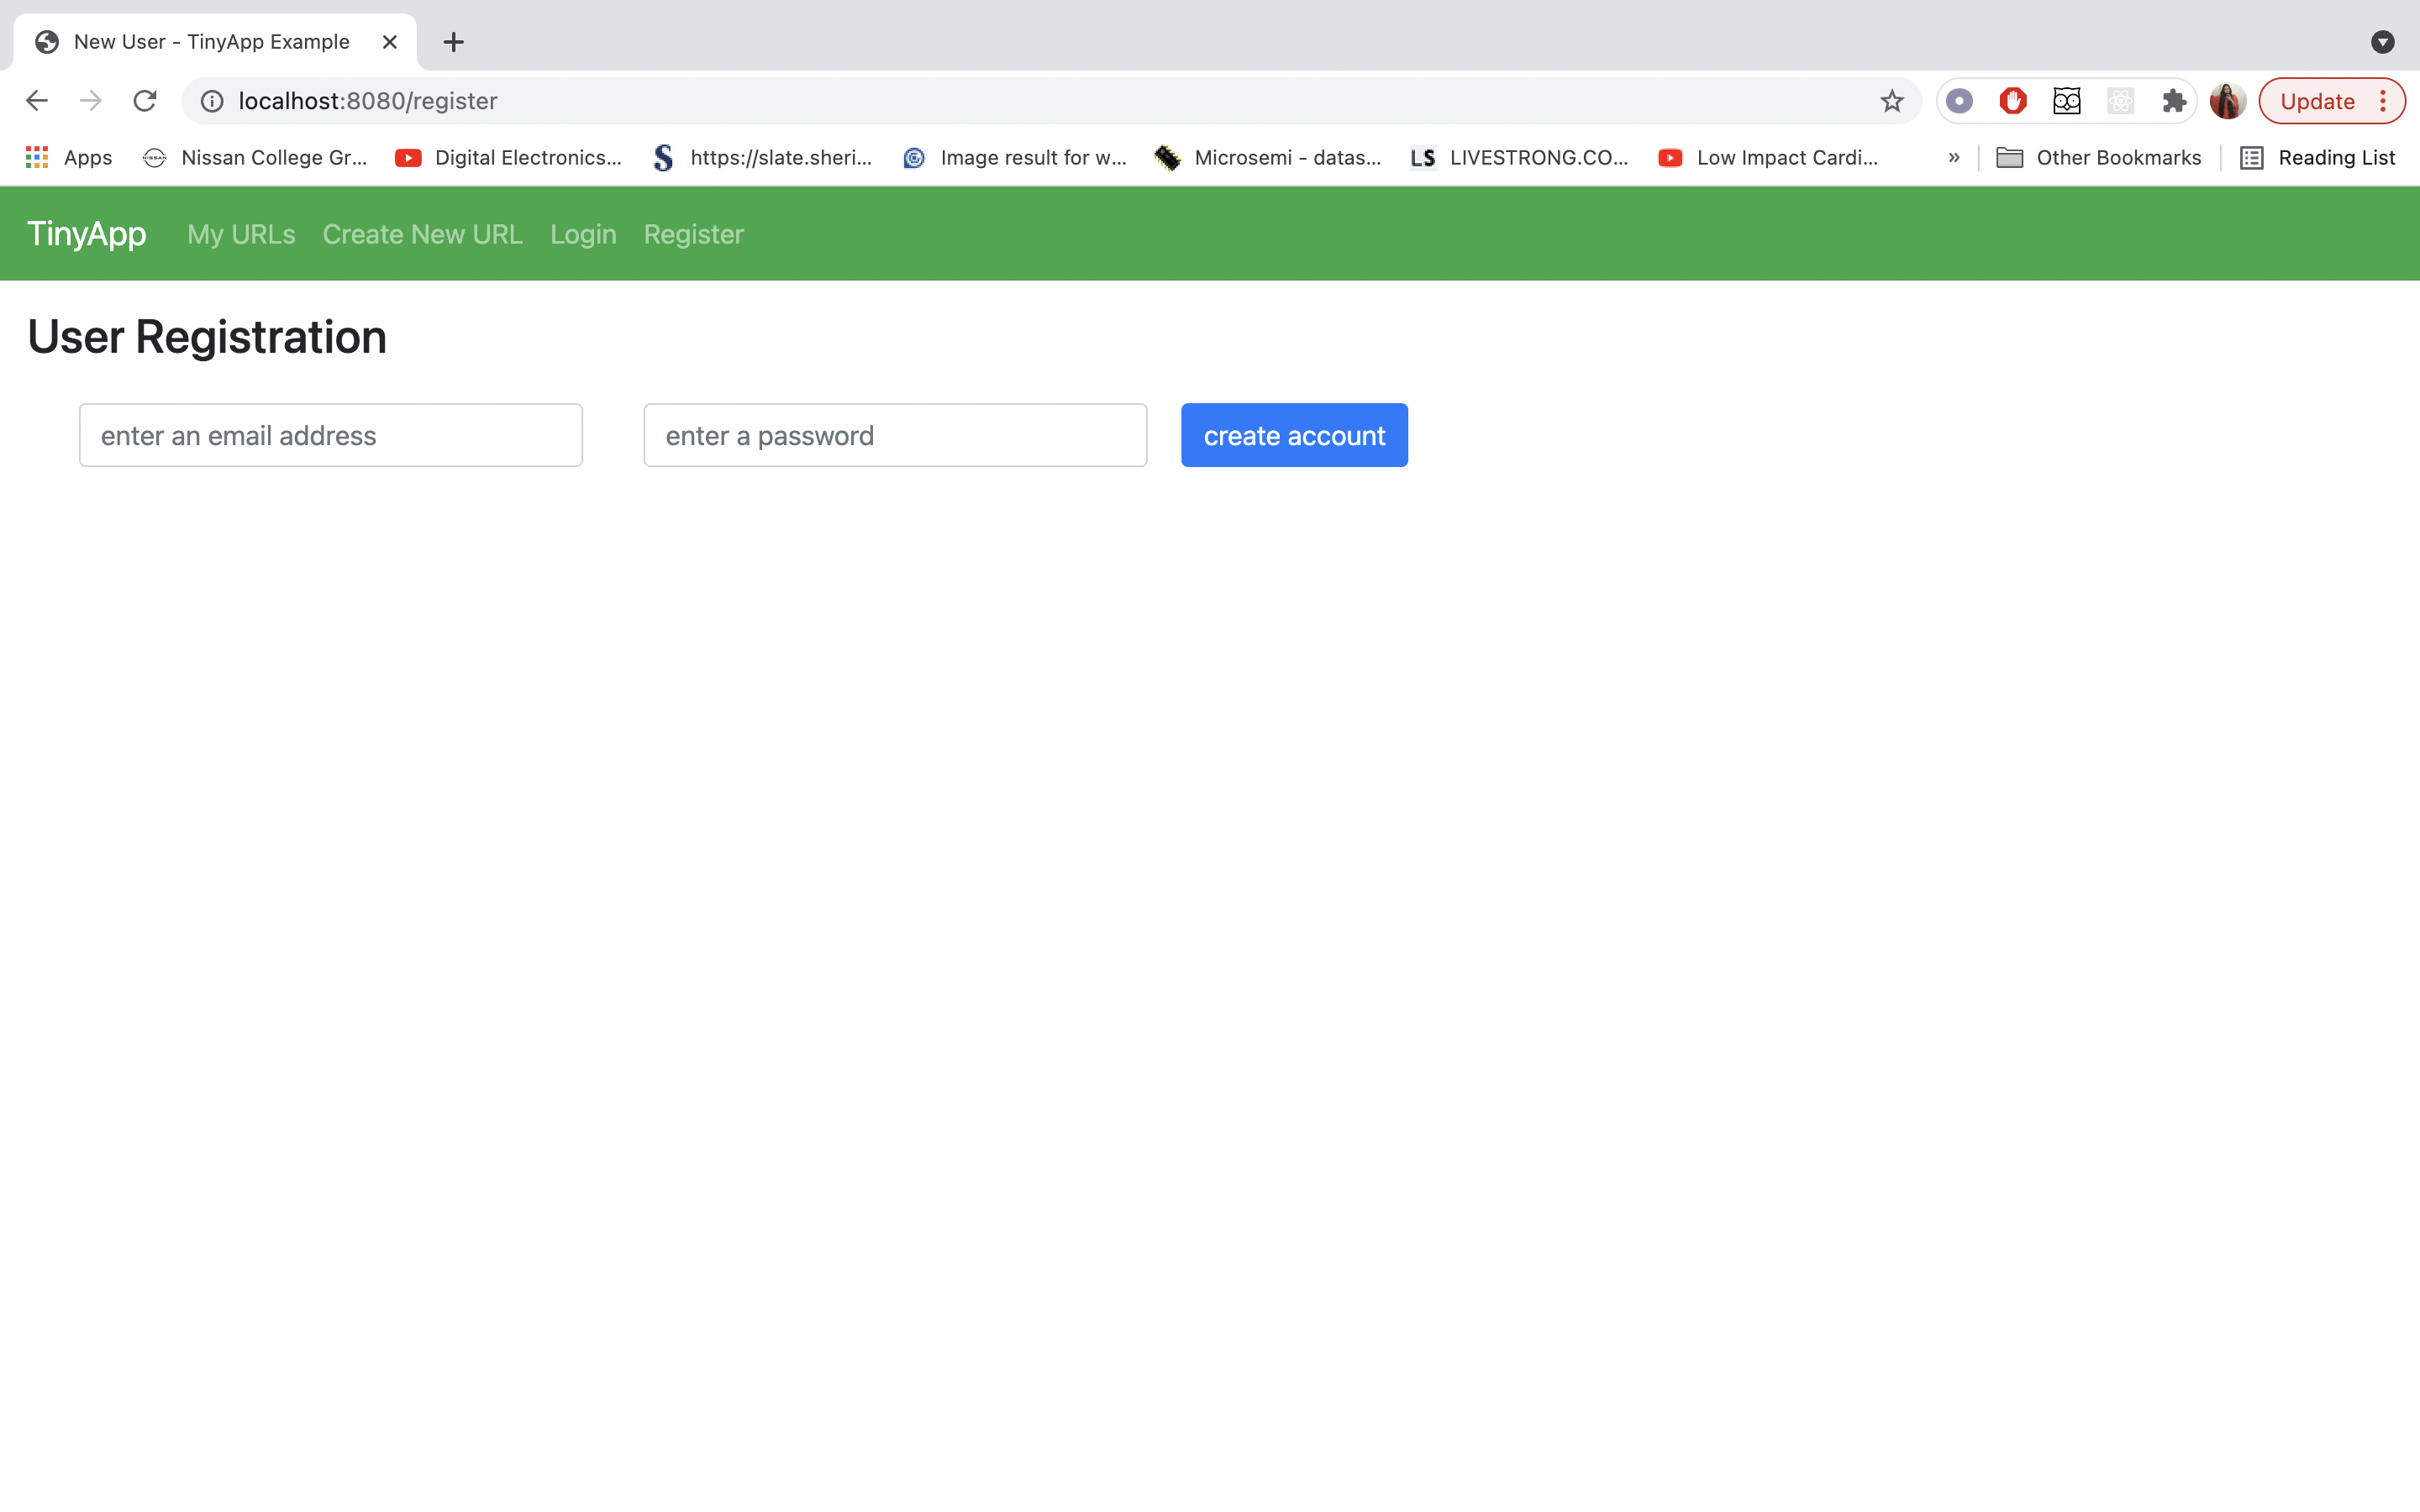 New User - TinyApp Example
localhost:8080/register
Update
Apps
NISSAN
Nissan College Gr...
Digital Electronics...
S
https://slate.sheri...
Image result for w...
Microsemi - datas...
LS
LIVESTRONG.CO...
Low Impact Cardi...
»
Other Bookmarks
Reading List
TinyApp
My URLs
Create New URL
Login
Register
User Registration
enter an email address
enter a password
create account